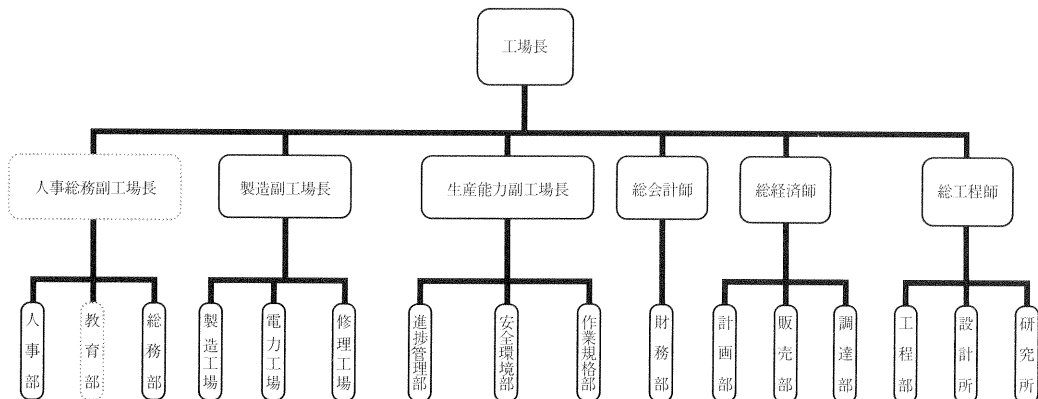 工場長
人事総務副工場長
製造副工場長
生産能力副工場長
総会計師
総経済師
総工程師
人事部
教育部
総務部
製造工場
電力工場
修理工場
進捗管理部
安全環境部
作業規格部
財務部
計画部
販売部
調達部
工程部
設計所
研究所